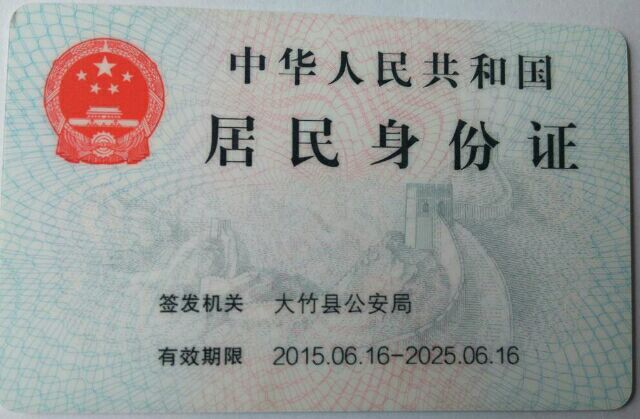 中华人民共和国
居民身份证
签发机关 大竹县公安局
有效期限 2015.06.16-2025.06.16